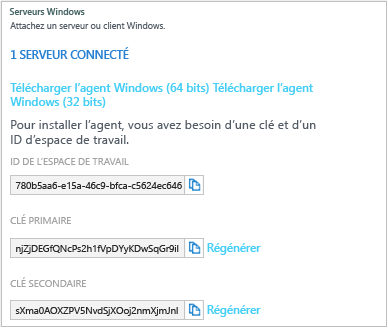 Serveurs Windows
Attachez un serveur ou client Windows.
1 SERVEUR CONNECTÉ
Télécharger l'agent Windows (64 bits) Télécharger l'agent
Windows (32 bits)
Pour installer l'agent, vous avez besoin d'une clé et d'un
ID d'espace de travail.
ID DE L'ESPACE DE TRAVAIL
780b5aa6-e15a-46c9-bfca-c5624ec646
CLÉ PRIMAIRE
njZjDEGfQNcPs2h1fVpDYyKDwSqGr9il Régénérer
CLÉ SECONDAIRE
sXma0AOXZPV5NvdSjXOoj2nmXjmJnl Régénérer